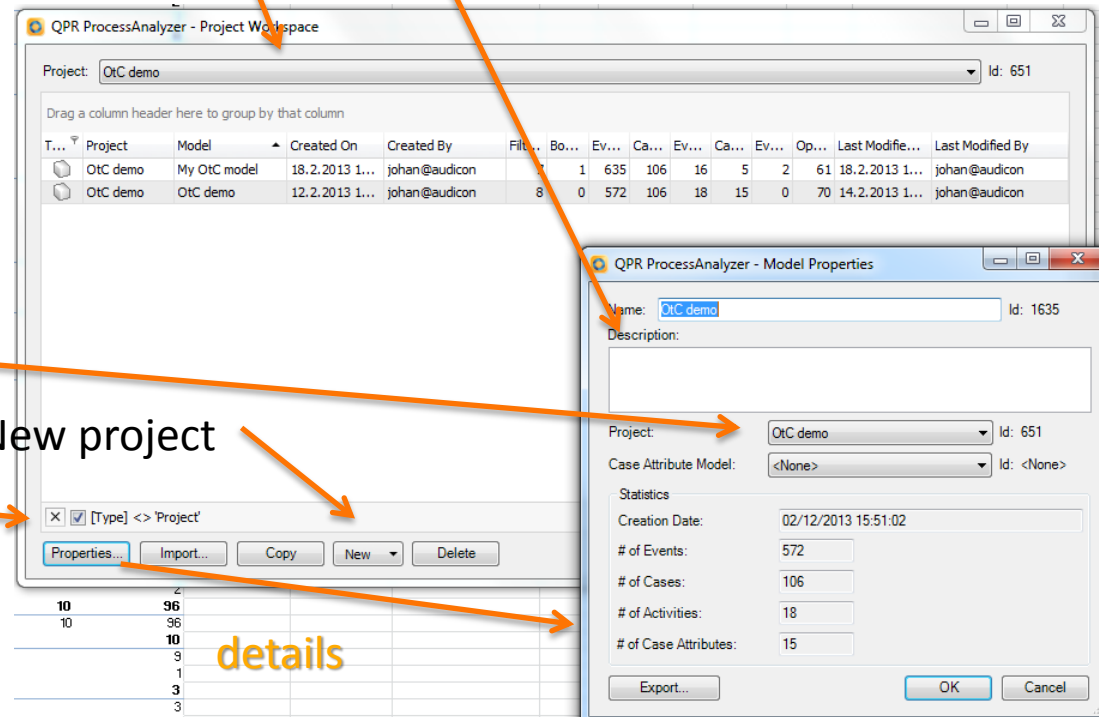 QPR ProcessAnalyzer - Project Workspace
Project: OtC demo Id: 651
Drag a column header here to group by that column
T... Project Model Created On Created By Filt... Bo... Ev... Ca... Ev... Ca... Ev... Op... Last Modifie... Last Modified By
OtC demo My OtC model 18.2.2013 1... johan@audicon 1 635 106 16 5 2 61 18.2.2013 1... johan@audicon
OtC demo OtC demo 12.2.2013 1... johan@audicon 8 0 572 106 18 15 0 70 14.2.2013 1... johan@audicon
QPR ProcessAnalyzer - Model Properties
Name: OtC demo Id: 1635
Description:
Project: OtC demo Id: 651
Case Attribute Model: <None> Id: <None>
Statistics
Creation Date: 02/12/2013 15:51:02
# of Events: 572
# of Cases: 106
# of Activities: 18
# of Case Attributes: 15
Export... OK Cancel
New project
[Type] <> 'Project'
Properties... Import... Copy New Delete
2
10 96
10 96
10
9
1
3
3
details